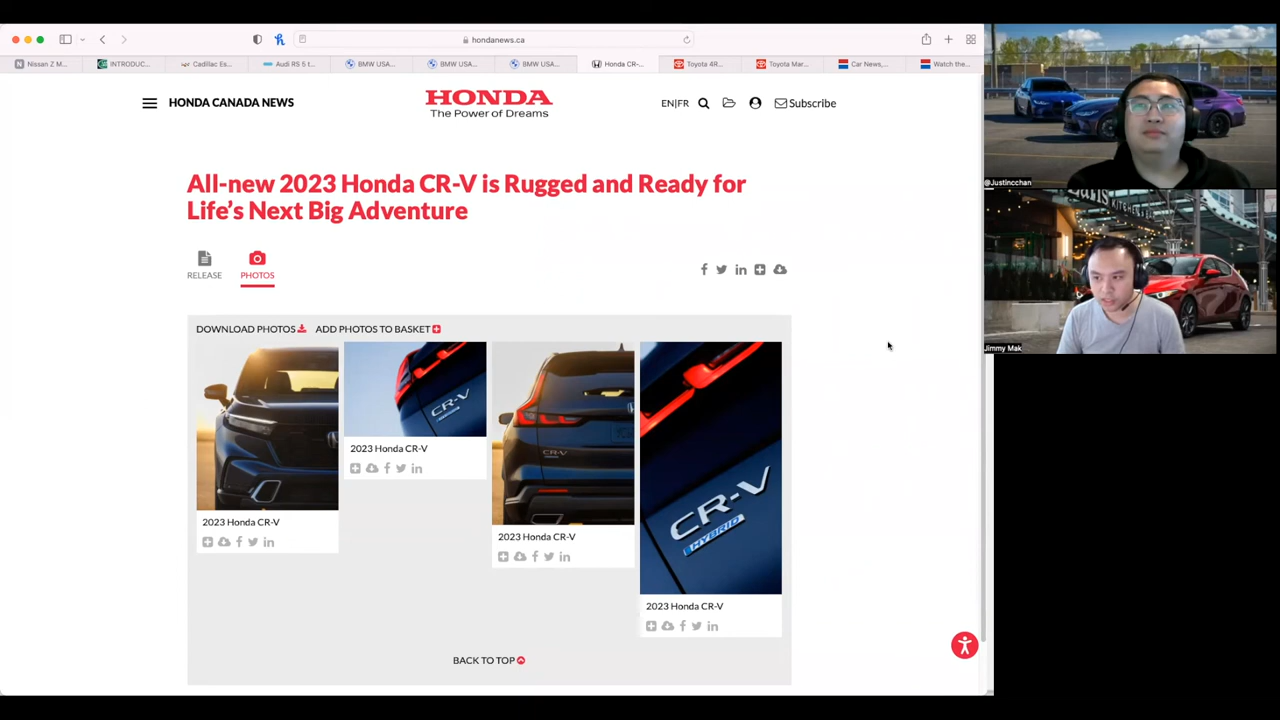 hondanews.ca
Nissan Z M...
INTRODUC...
Cadillac Es...
Audi RS 5 t...
BMW USA...
BMW USA...
BMW USA...
Honda CR-...
Toyota 4R...
Toyota Mar...
Car News,...
Watch the...
HONDA CANADA NEWS
HONDA
The Power of Dreams
EN|FR
Subscribe
All-new 2023 Honda CR-V is Rugged and Ready for
Life's Next Big Adventure
RELEASE
PHOTOS
DOWNLOAD PHOTOS
ADD PHOTOS TO BASKET
CR-V
CR-V
CR-V
HYBRID
2023 Honda CR-V
2023 Honda CR-V
2023 Honda CR-V
2023 Honda CR-V
BACK TO TOP
@Justincchan
KITCHEN
Jimmy Mak